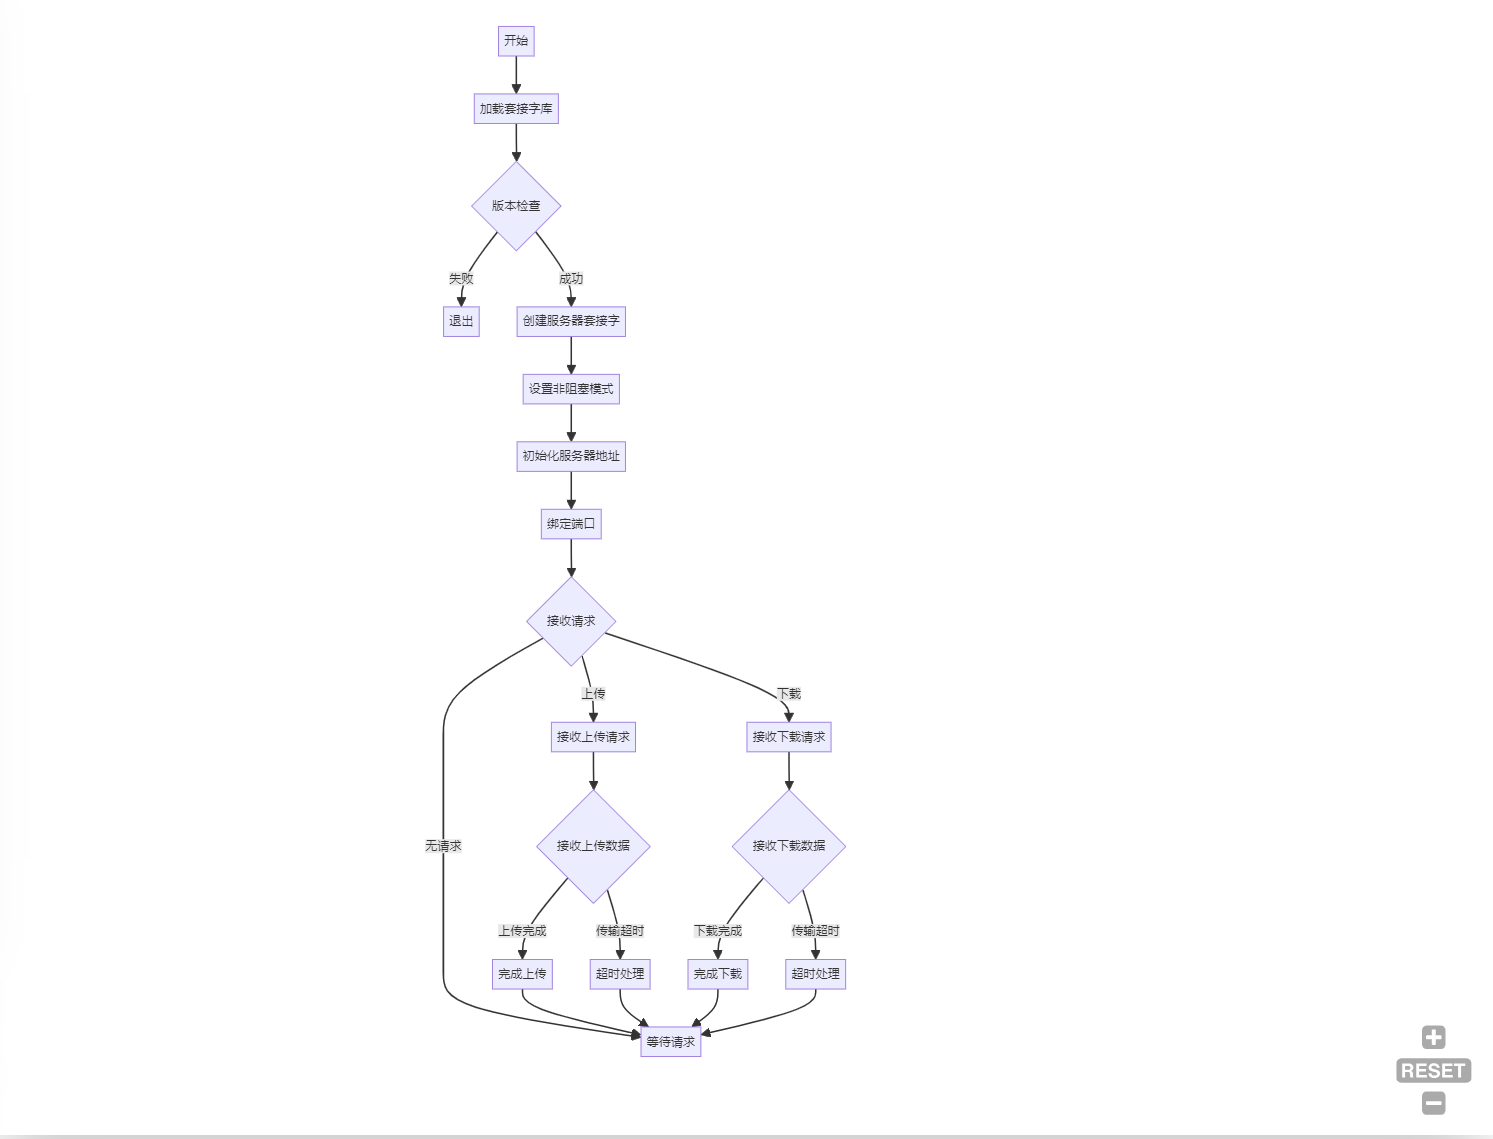 开始
加载套接字库
版本检查
失败
成功
退出
创建服务器套接字
设置非阻塞模式
初始化服务器地址
绑定端口
接收请求
上传
下载
接收上传请求
接收下载请求
无请求
接收上传数据
接收下载数据
上传完成
传输超时
下载完成
传输超时
完成上传
超时处理
完成下载
超时处理
等待请求
RESET